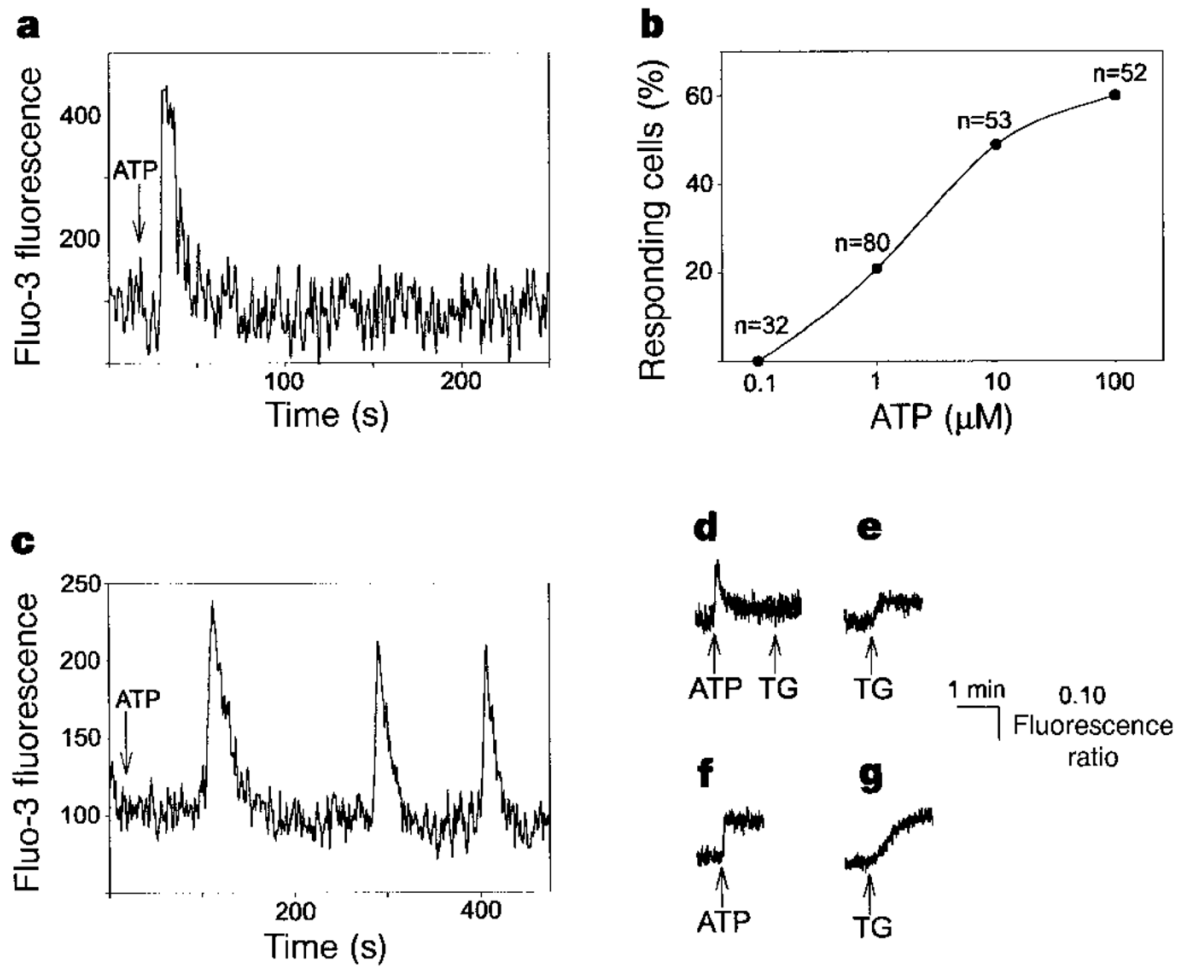 a
400
200
Fluo-3 fluorescence
ATP
100
200
Time (s)
b
Responding cells (%)
60
40
20
n=32
n=80
n=53
n=52
0.1
1
10
100
ATP (μM)
c
Fluo-3 fluorescence
250
200
150
100
ATP
200
400
Time (s)
d
ATP
TG
e
TG
1 min
0.10
Fluorescence
ratio
f
ATP
g
TG